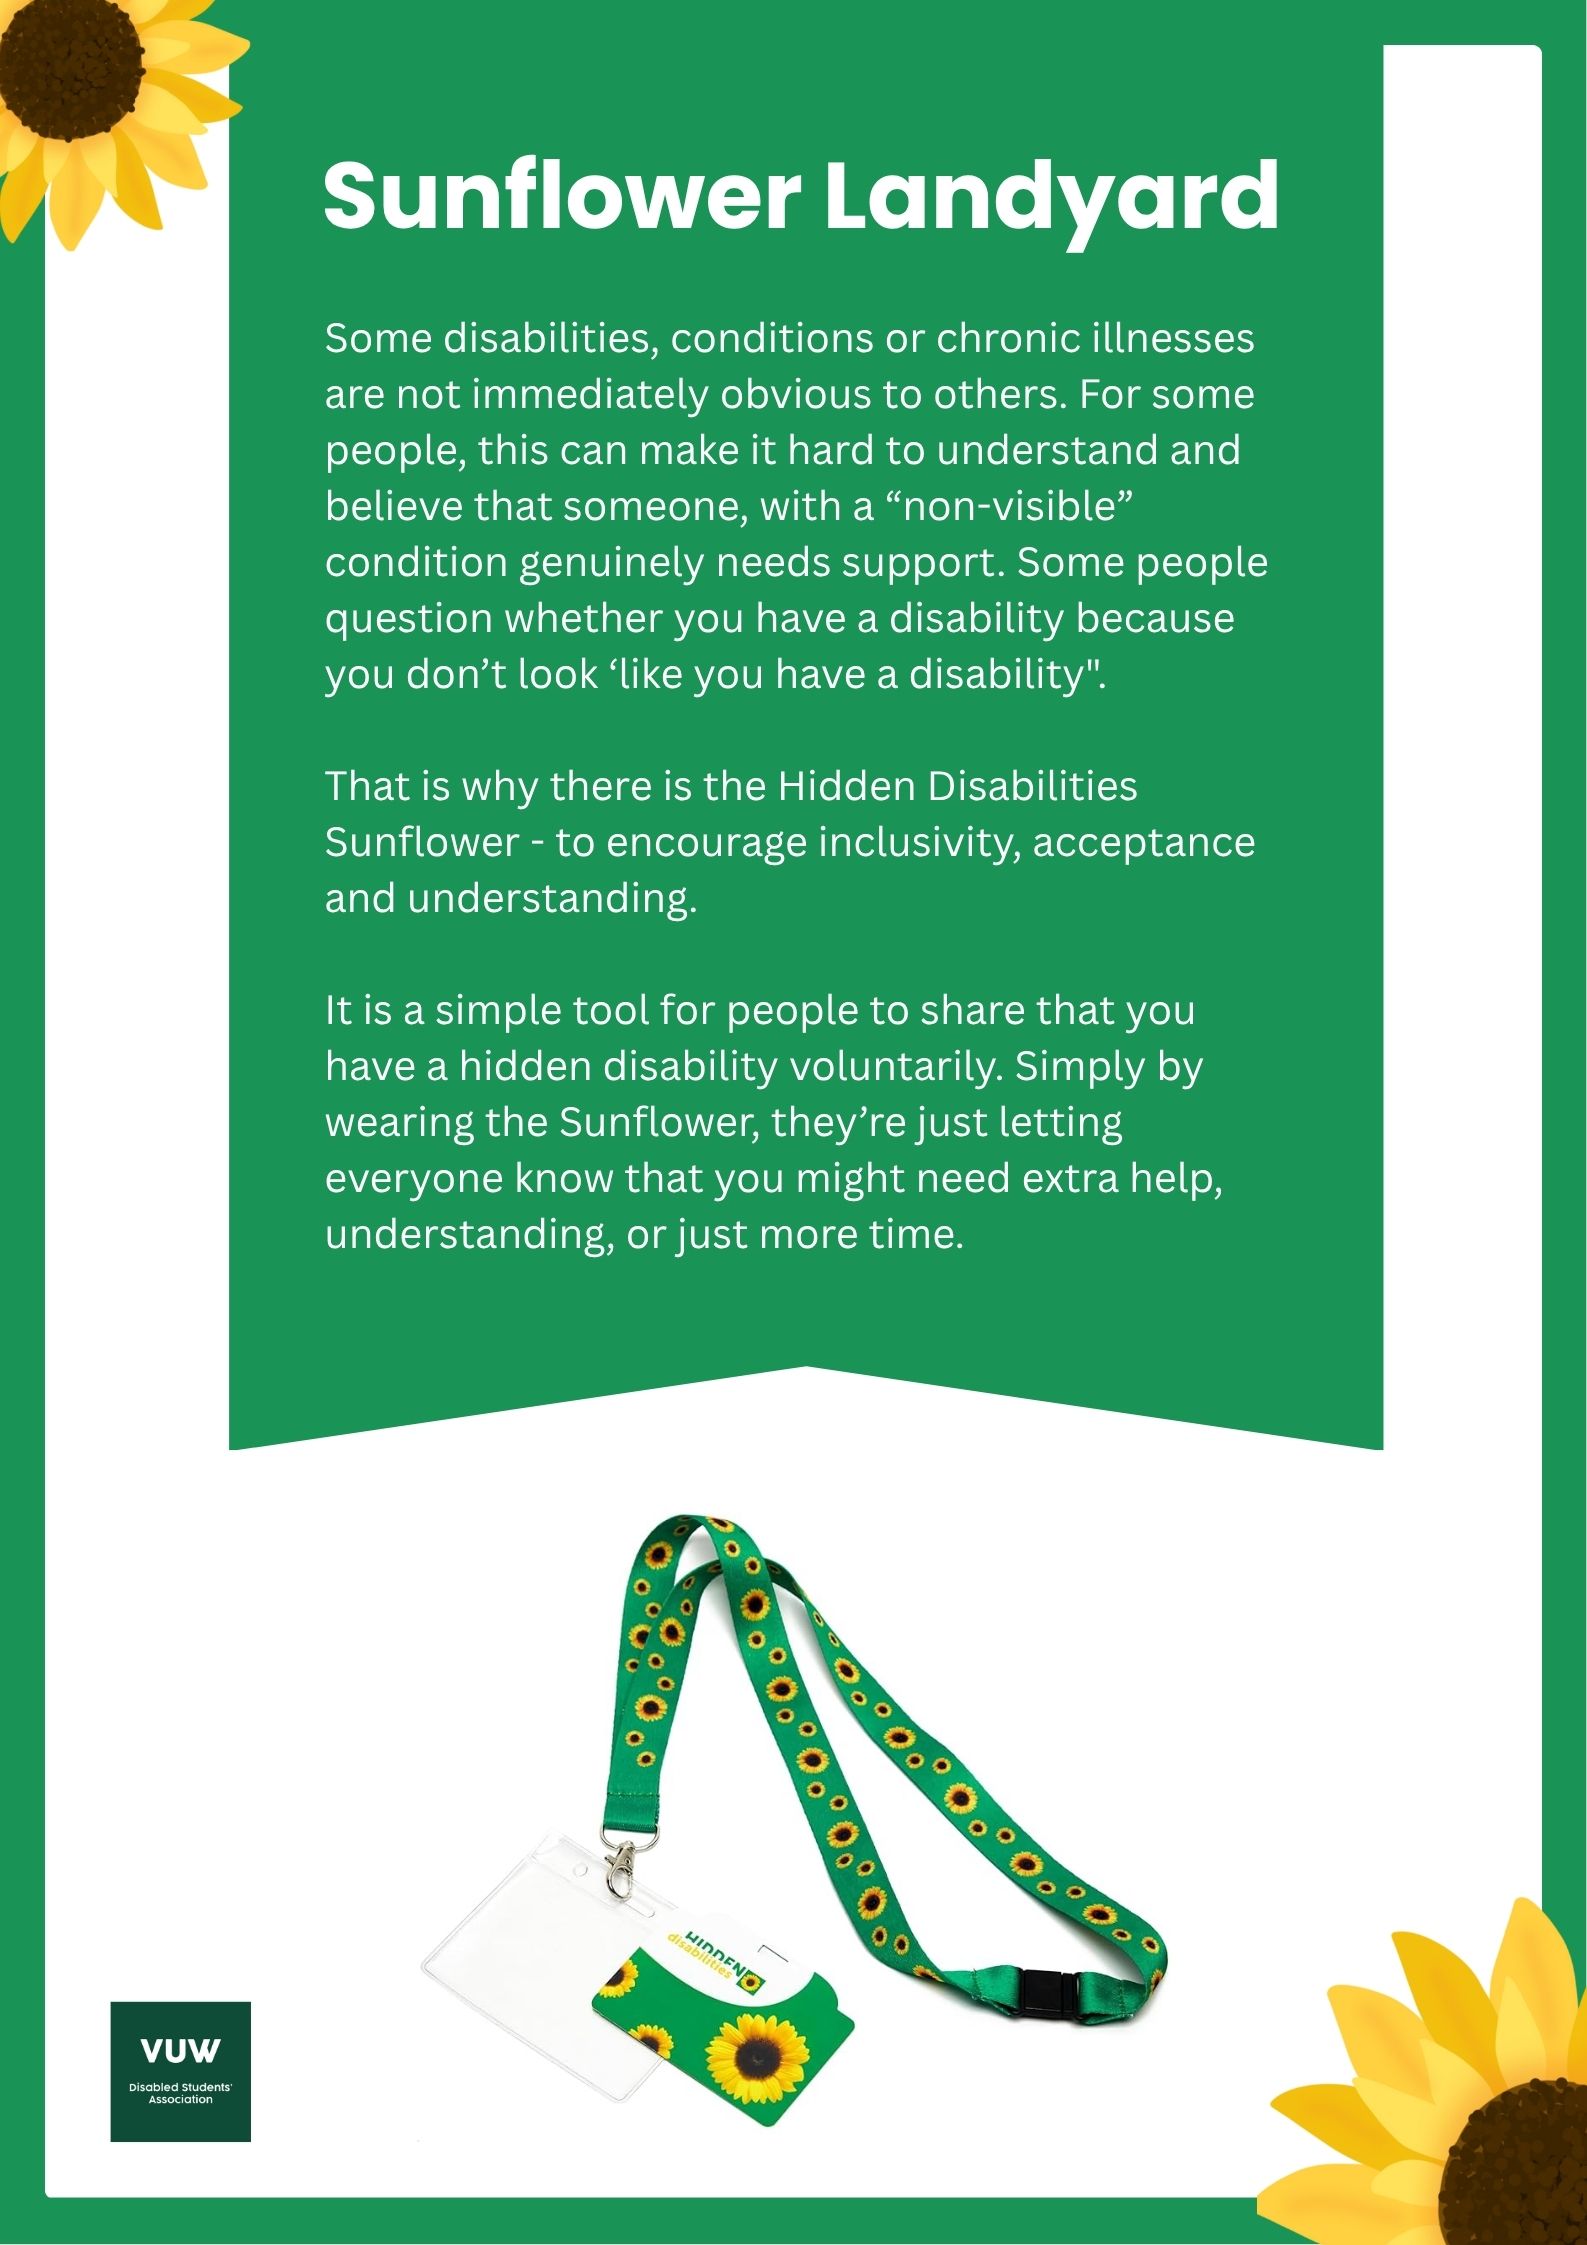 Sunflower Landyard
Some disabilities, conditions or chronic illnesses
are not immediately obvious to others. For some
people, this can make it hard to understand and
believe that someone, with a “non-visible”
condition genuinely needs support. Some people
question whether you have a disability because
you don’t look ‘like you have a disability".
That is why there is the Hidden Disabilities
Sunflower - to encourage inclusivity, acceptance
and understanding.
It is a simple tool for people to share that you
have a hidden disability voluntarily. Simply by
wearing the Sunflower, they’re just letting
everyone know that you might need extra help,
understanding, or just more time.
HIDDEN
disabilities
VUW
Disabled Students'
Association